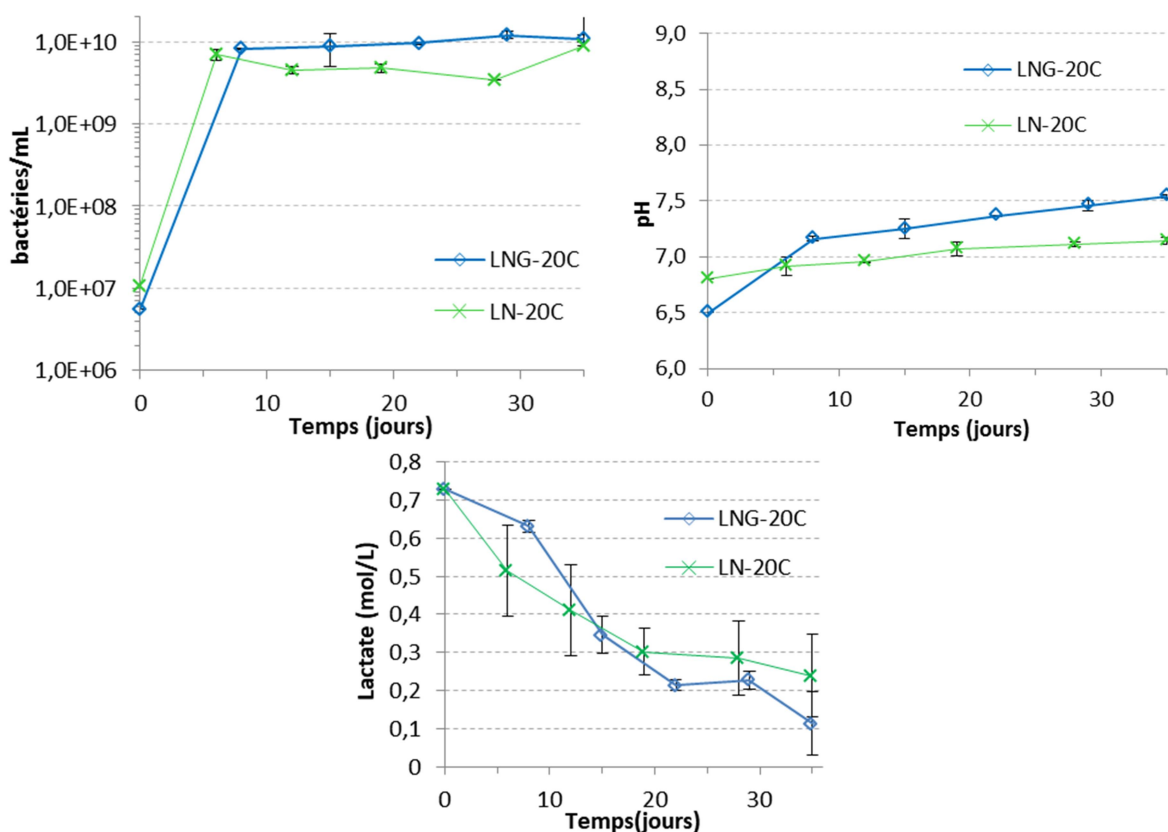 1,0E+10
1,0E+09
1,0E+08
1,0E+07
1,0E+06
bactéries/mL
LNG-20C
LN-20C
0
10
20
30
Temps (jours)
9,0
8,5
8,0
7,5
7,0
6,5
6,0
pH
LNG-20C
LN-20C
0
10
20
30
Temps (jours)
0,8
0,7
0,6
0,5
0,4
0,3
0,2
0,1
0
Lactate (mol/L)
LNG-20C
LN-20C
0
10
20
30
Temps(jours)